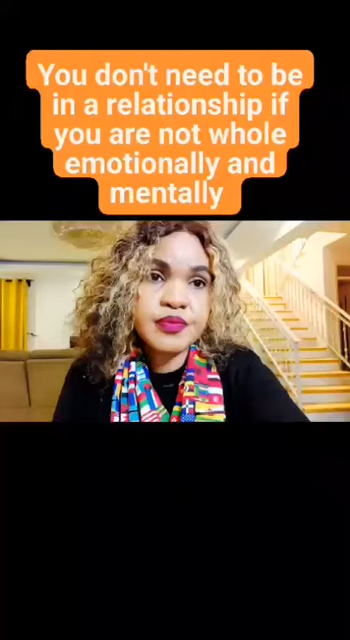 You don't need to be
in a relationship if
you are not whole
emotionally and
mentally